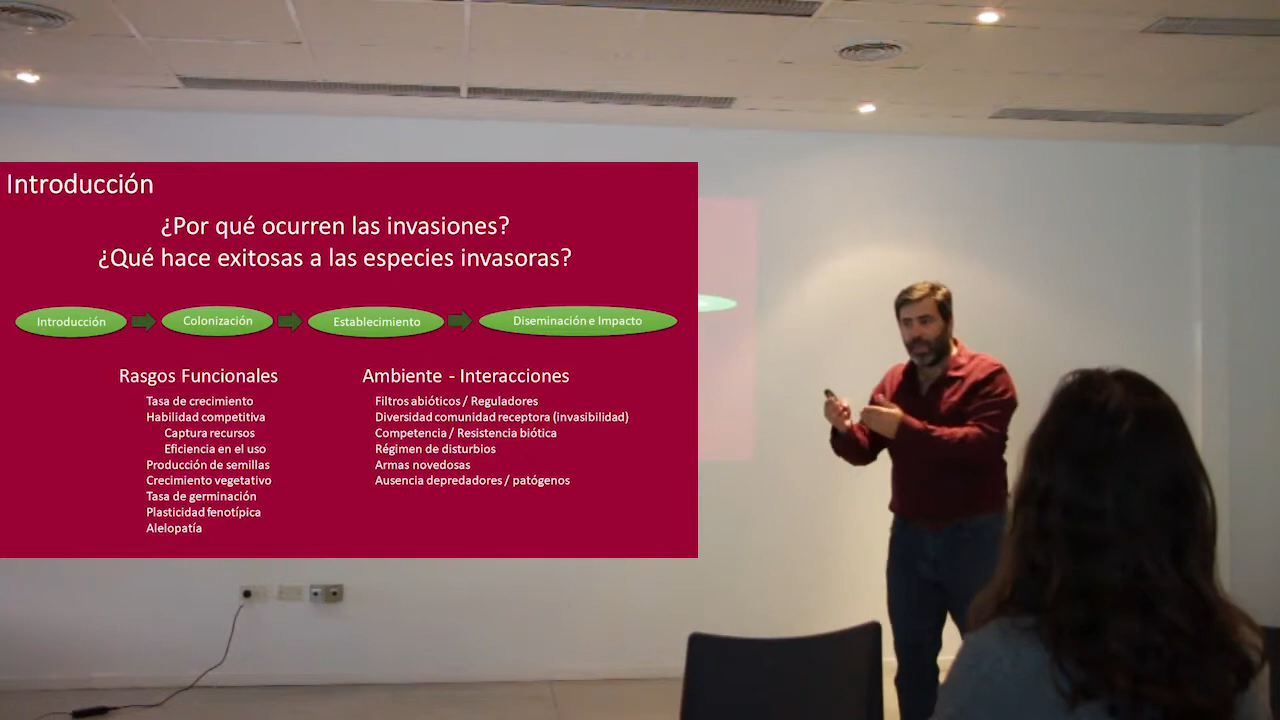 Introducción
¿Por qué ocurren las invasiones?
¿Qué hace exitosas a las especies invasoras?
Introducción
Colonización
Establecimiento
Diseminación e Impacto
Rasgos Funcionales
Tasa de crecimiento
Habilidad competitiva
Captura recursos
Eficiencia en el uso
Producción de semillas
Crecimiento vegetativo
Tasa de germinación
Plasticidad fenotípica
Alelopatía
Ambiente - Interacciones
Filtros abióticos / Reguladores
Diversidad comunidad receptora (invasibilidad)
Competencia / Resistencia biótica
Régimen de disturbios
Armas novedosas
Ausencia depredadores / patógenos